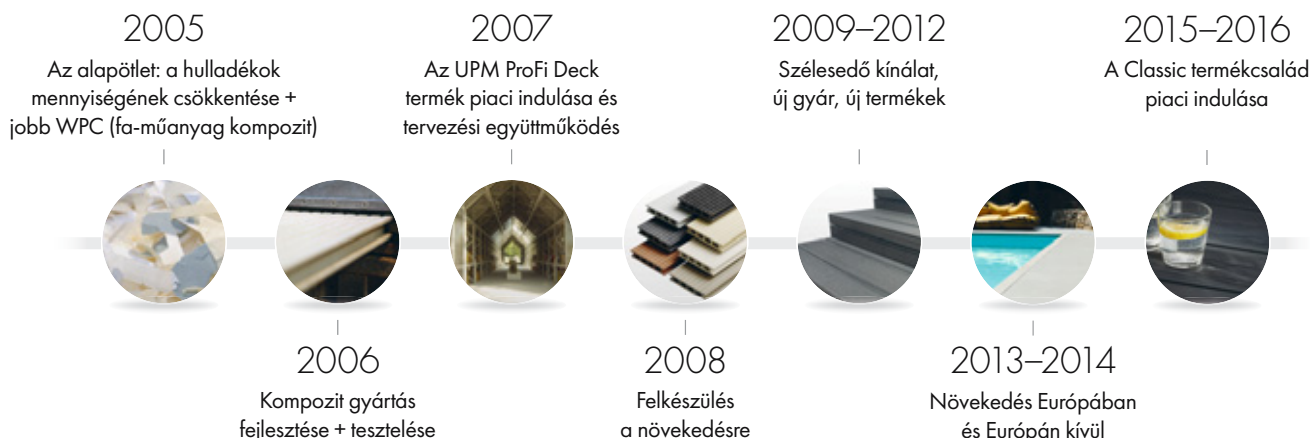 2005
Az alapötlet: a hulladékok
mennyiségének csökkentése +
jobb WPC (fa-műanyag kompozit)
2006
Kompozit gyártás
fejlesztése + tesztelése
2007
Az UPM ProFi Deck
termék piaci indulása és
tervezési együttműködés
2008
Felkészülés
a növekedésre
2009–2012
Szélesedő kínálat,
új gyár, új termékek
2013–2014
Növekedés Európában
és Európán kívül
2015–2016
A Classic termékcsalád
piaci indulása